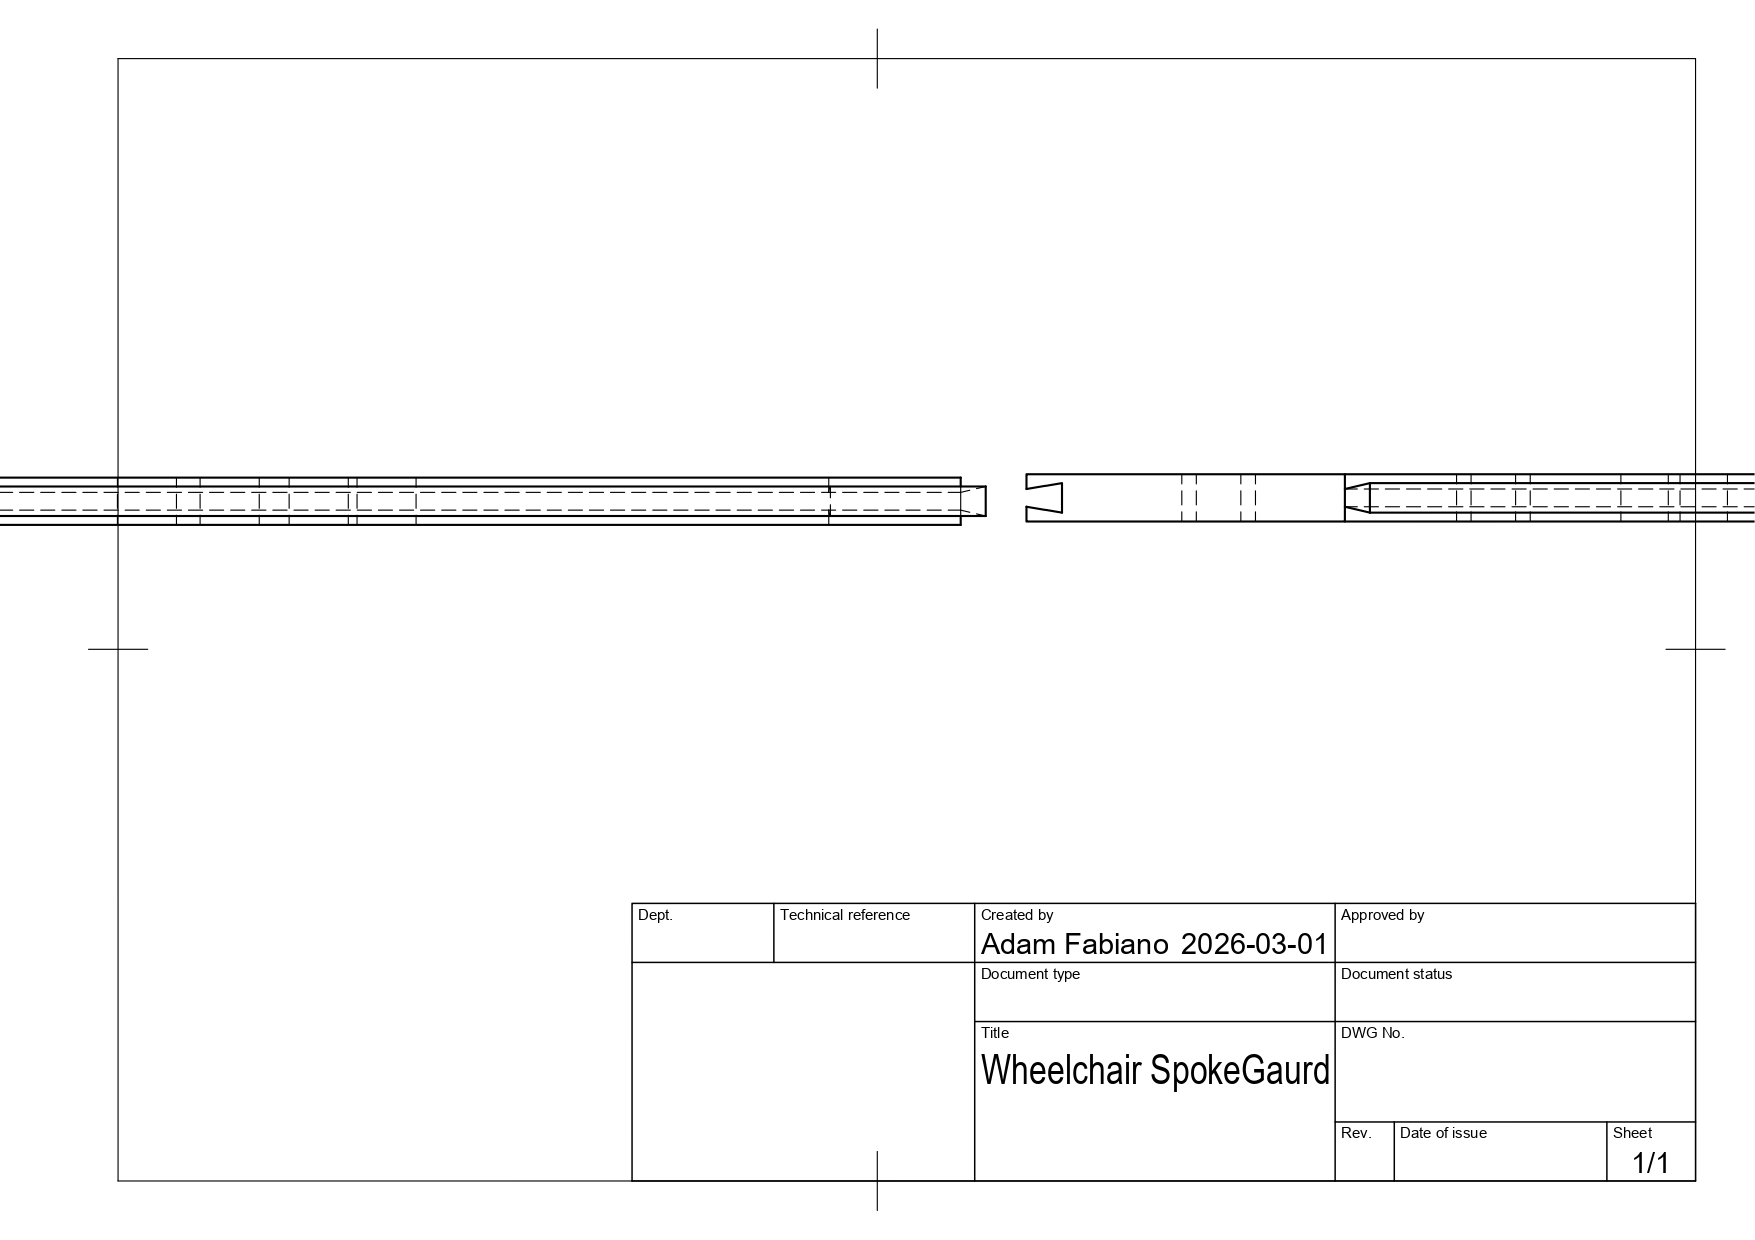 Dept.
Technical reference
Created by
Approved by
Adam Fabiano 2026-03-01
Document type
Document status
Title
DWG No.
Wheelchair SpokeGaurd
Rev.
Date of issue
Sheet
1/1